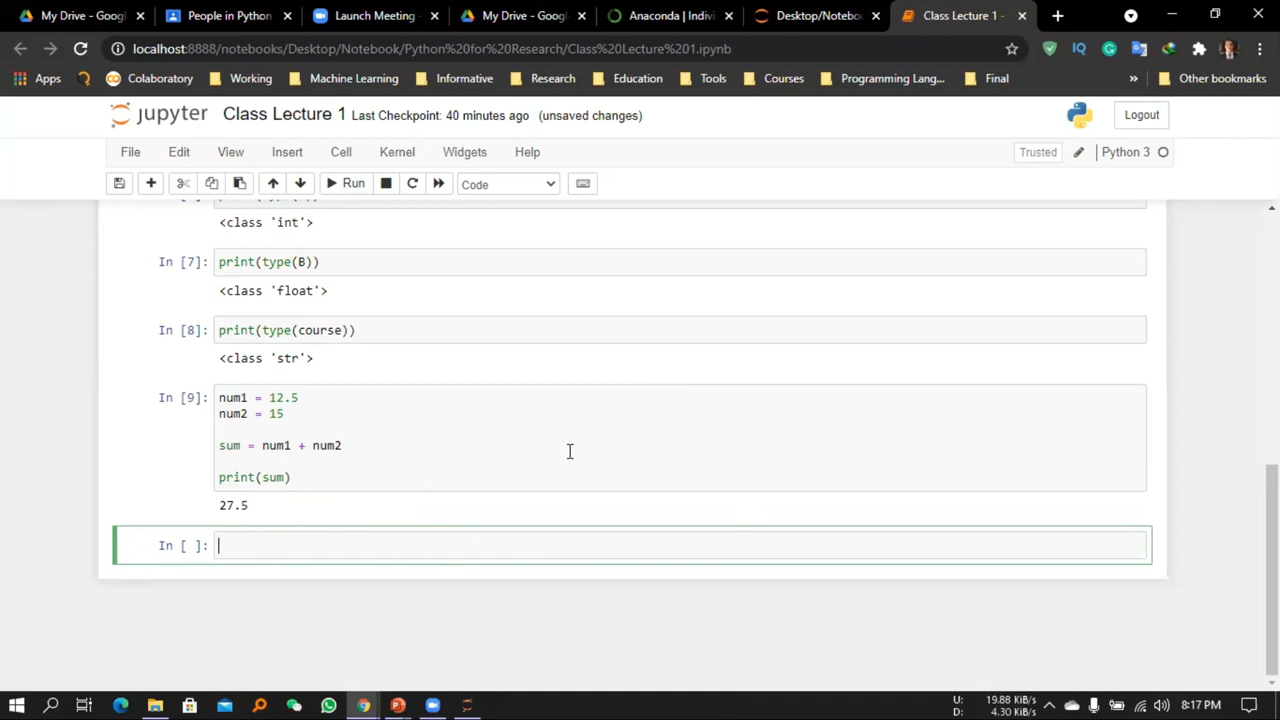 My Drive - Goog
People in Python
Launch Meeting -
My Drive - Goog
Anaconda | Indivi
Desktop/Notebo
Class Lecture 1 -
localhost:8888/notebooks/Desktop/Notebook/Python%20for%20Research/Class%20Lecture%201.ipynb
Apps
Colaboratory
Working
Machine Learning
Informative
Research
Education
Tools
Courses
Programming Lang...
Final
»
Other bookmarks
jupyter Class Lecture 1 Last Checkpoint: 40 minutes ago (unsaved changes)
Logout
File Edit View Insert Cell Kernel Widgets Help
Trusted
Python 3
Run
Code
<class 'int'>
In [7]: print(type(B))
<class 'float'>
In [8]: print(type(course))
<class 'str'>
In [9]: num1 = 12.5
num2 = 15
sum = num1 + num2
print(sum)
27.5
In [ ]:
U: 19.88 KiB/s
D: 4.30 KiB/s
8:17 PM